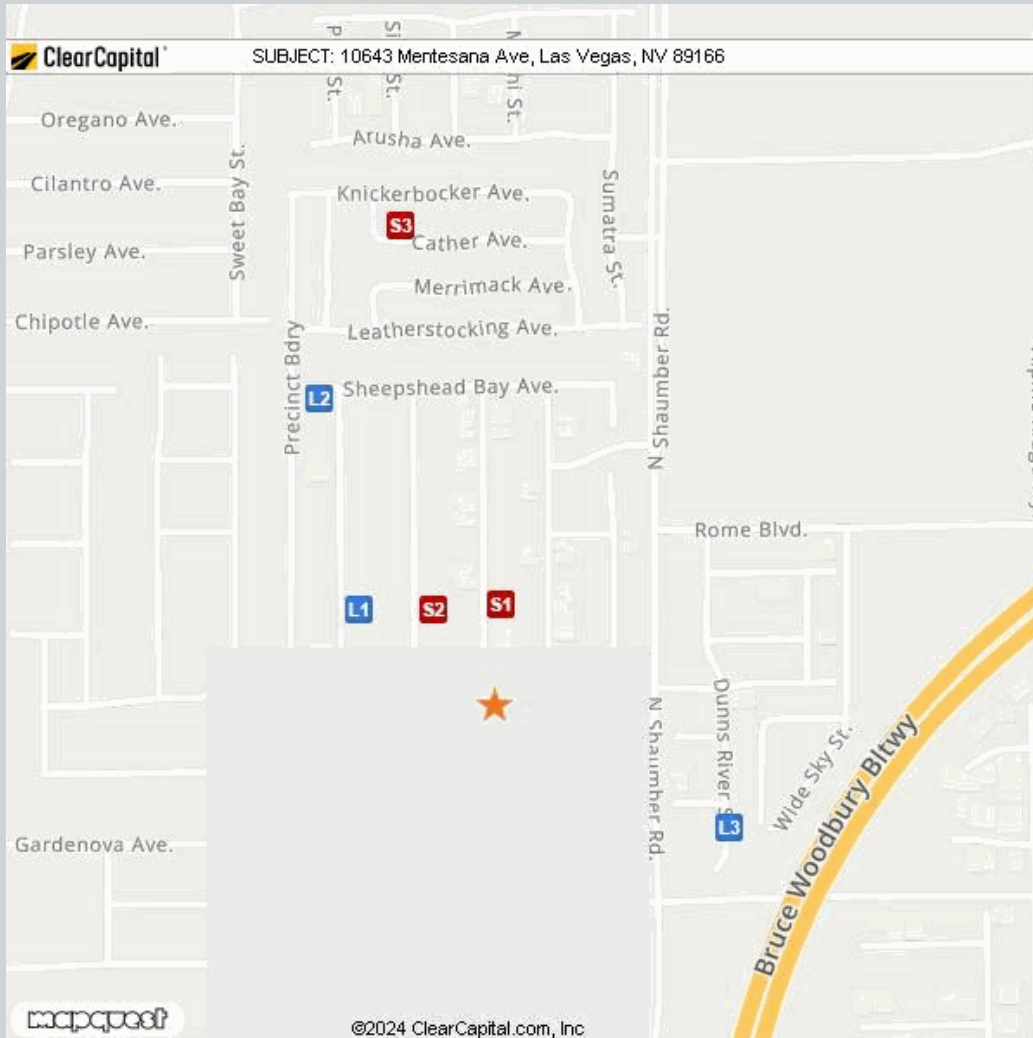 ClearCapital
SUBJECT: 10643 Mentesana Ave, Las Vegas, NV 89166
P
St.
St.
St.
Oregano Ave.
Arusha Ave.
Cilantro Ave.
Knickerbocker Ave.
Sweet Bay St.
Sumatra St.
S3
Cather Ave.
Parsley Ave.
Merrimack Ave.
Chipotle Ave.
Leatherstocking Ave.
Precinct Bdry
N Shaumber Rd.
L2
Sheepshead Bay Ave.
Rome Blvd.
L1
S2
S1
Dunns River S
N Shaumber Rd.
Wide Sky St.
Bruce Woodbury Bltwy
L3
Gardenova Ave.
mapquest
©2024 ClearCapital.com, Inc